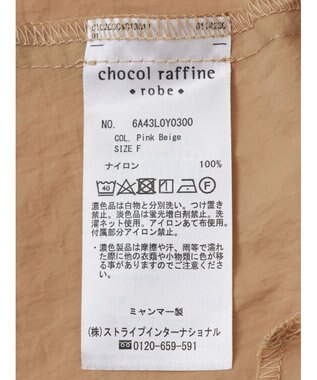 chocol raffine
• robe •
NO. 6A43L0Y0300
COL. Pink Beige
SIZE F
ナイロン 100%
40 F
濃色品は白物と分別洗い。つけ置き
禁止。淡色品は蛍光増白剤禁止。洗
濯ネット使用。アイロンあて布使用。
付属部分アイロン禁止。
・濃色製品は摩擦や汗、雨等で濡れ
た際に他の衣類や小物類に色が移
る事がありますのでご注意ください。
ミャンマー製
(株)ストライプインターナショナル
0120-659-591